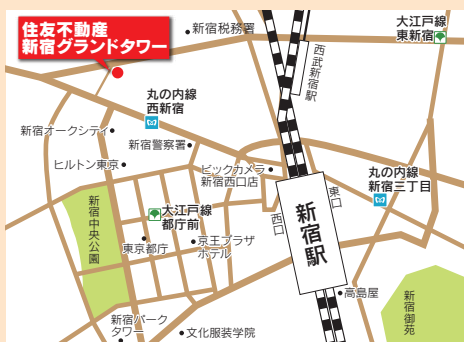 住友不動産
新宿グランドタワー
新宿税務署
大江戸線
東新宿
西武新宿駅
丸の内線
西新宿
新宿オークシティ
新宿警察署
ヒルトン東京
ビックカメラ
新宿西口店
丸の内線
新宿三丁目
新宿中央公園
大江戸線
都庁前
東京都庁
京王プラザ
ホテル
西口
新宿駅
東口
高島屋
新宿御苑
新宿パーク
タワー
文化服装学院